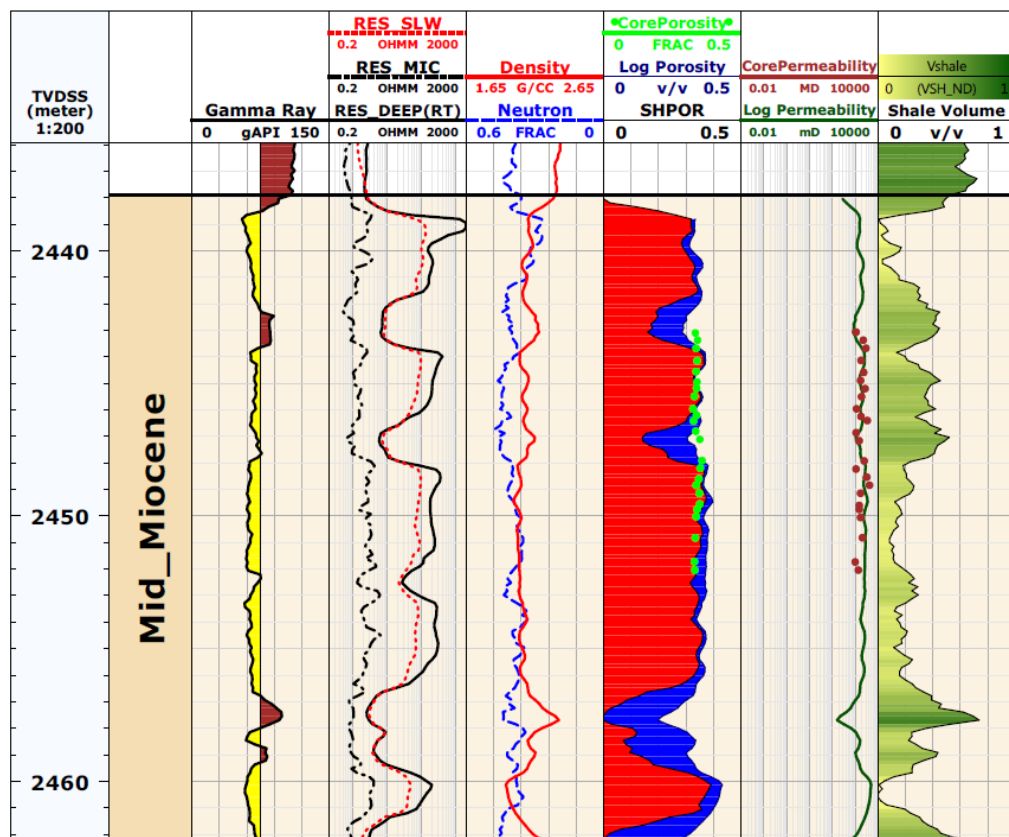 TVDSS
(meter)
1:200
Gamma Ray
0 gAPI 150
RES_SLW
0.2 OHMM 2000
RES_MIC
0.2 OHMM 2000
RES_DEEP(RT)
0.2 OHMM 2000
Density
1.65 G/CC 2.65
Neutron
0.6 FRAC 0
CorePorosity
0 FRAC 0.5
Log Porosity
0 v/v 0.5
SHPOR
0 0.5
CorePermeability
0.01 MD 10000
Log Permeability
0.01 mD 10000
Vshale
0 (VSH_ND) 1
Shale Volume
0 v/v 1
2440
2450
2460
Mid_Miocene